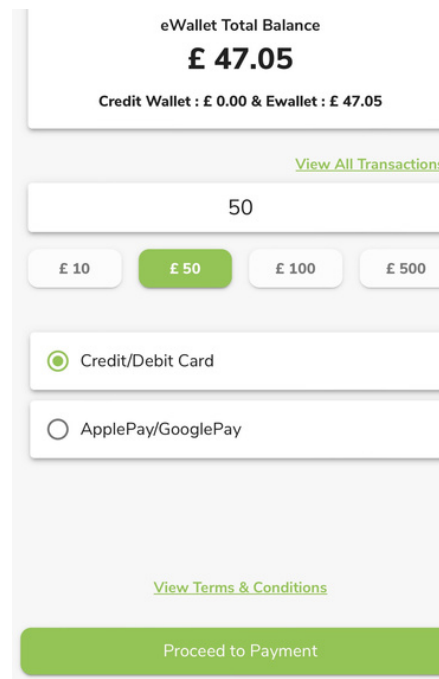 eWallet Total Balance
£ 47.05
Credit Wallet : £ 0.00 & Ewallet : £ 47.05
View All Transactions
50
£ 10 £ 50 £ 100 £ 500
Credit/Debit Card
ApplePay/GooglePay
View Terms & Conditions
Proceed to Payment